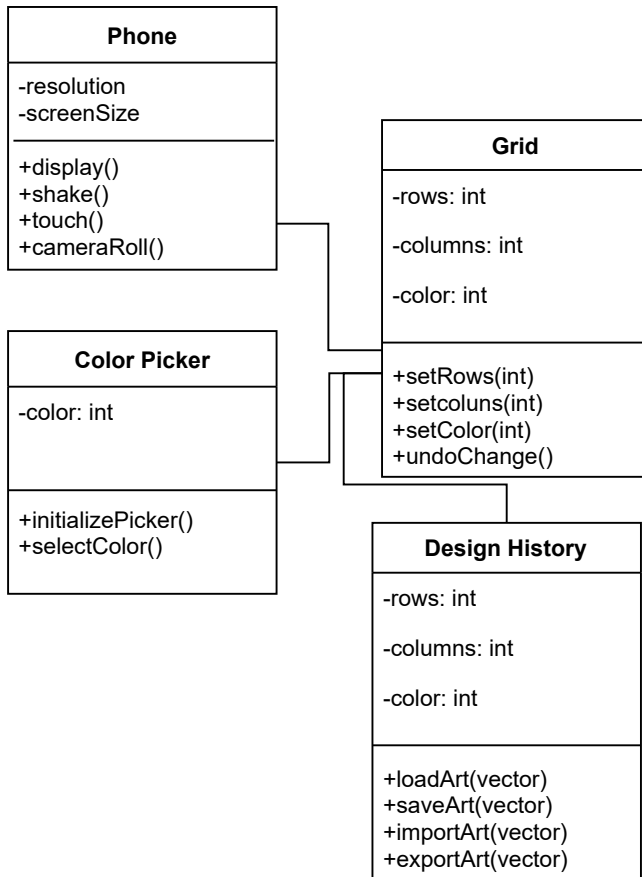 Phone
-resolution
-screenSize
+display()
+shake()
+touch()
+cameraRoll()
Grid
-rows: int
-columns: int
-color: int
+setRows(int)
+setcoluns(int)
+setColor(int)
+undoChange()
Color Picker
-color: int
+initializePicker()
+selectColor()
Design History
-rows: int
-columns: int
-color: int
+loadArt(vector)
+saveArt(vector)
+importArt(vector)
+exportArt(vector)